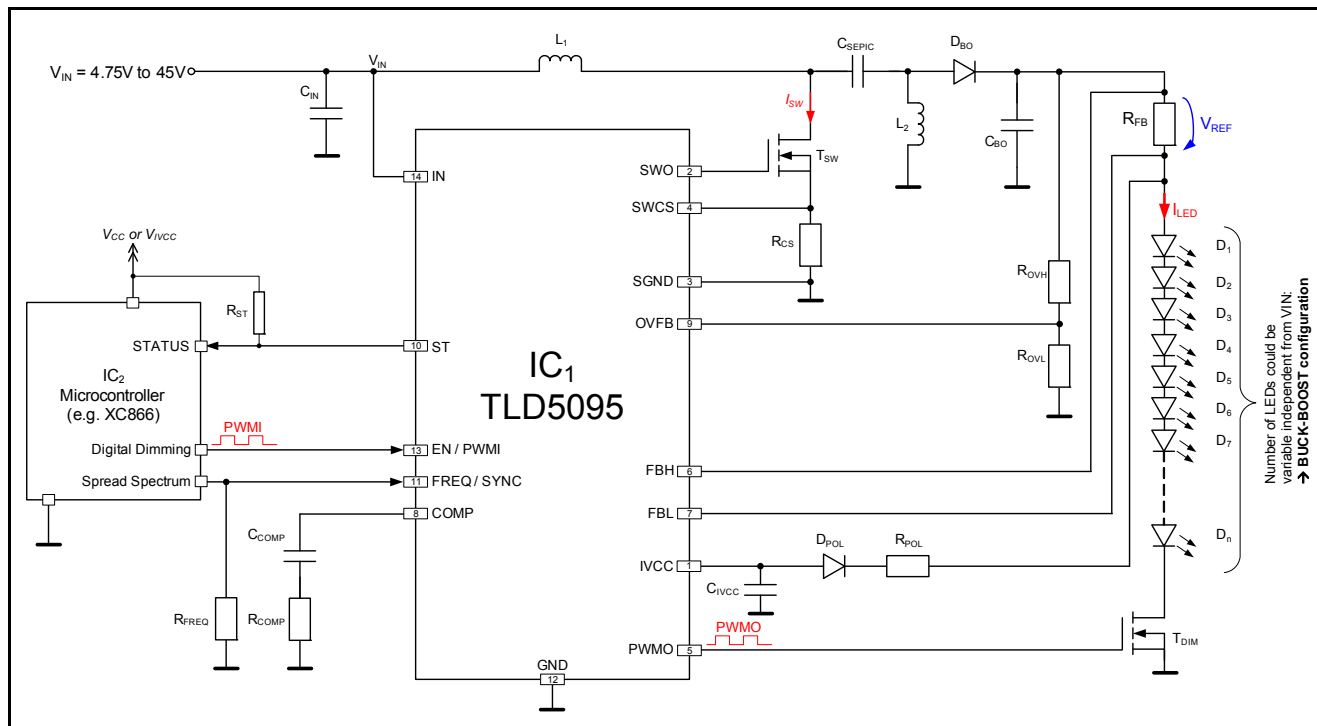 L1
CSEPIC
DBO
VIN = 4.75V to 45V
VIN
CIN
ISW
L2
CBO
RFB
VREF
TSW
SWO
2
14
IN
SWCS
4
RCS
ILED
VCC or VIVCC
SGND
3
ROVH
RST
OVFB
9
STATUS
10
ST
ROVL
IC1
TLD5095
IC2
Microcontroller
(e.g. XC866)
PWMI
Digital Dimming
13
EN / PWMI
Spread Spectrum
11
FREQ / SYNC
8
COMP
FBH
6
FBL
7
CCOMP
DPOL
RPOL
IVCC
1
CIVCC
RFREQ
RCOMP
PWMO
PWMO
5
TDIM
GND
12
D1
D2
D3
D4
D5
D6
D7
Dn
Number of LEDs could be
variable independent from VIN:
→ BUCK-BOOST configuration